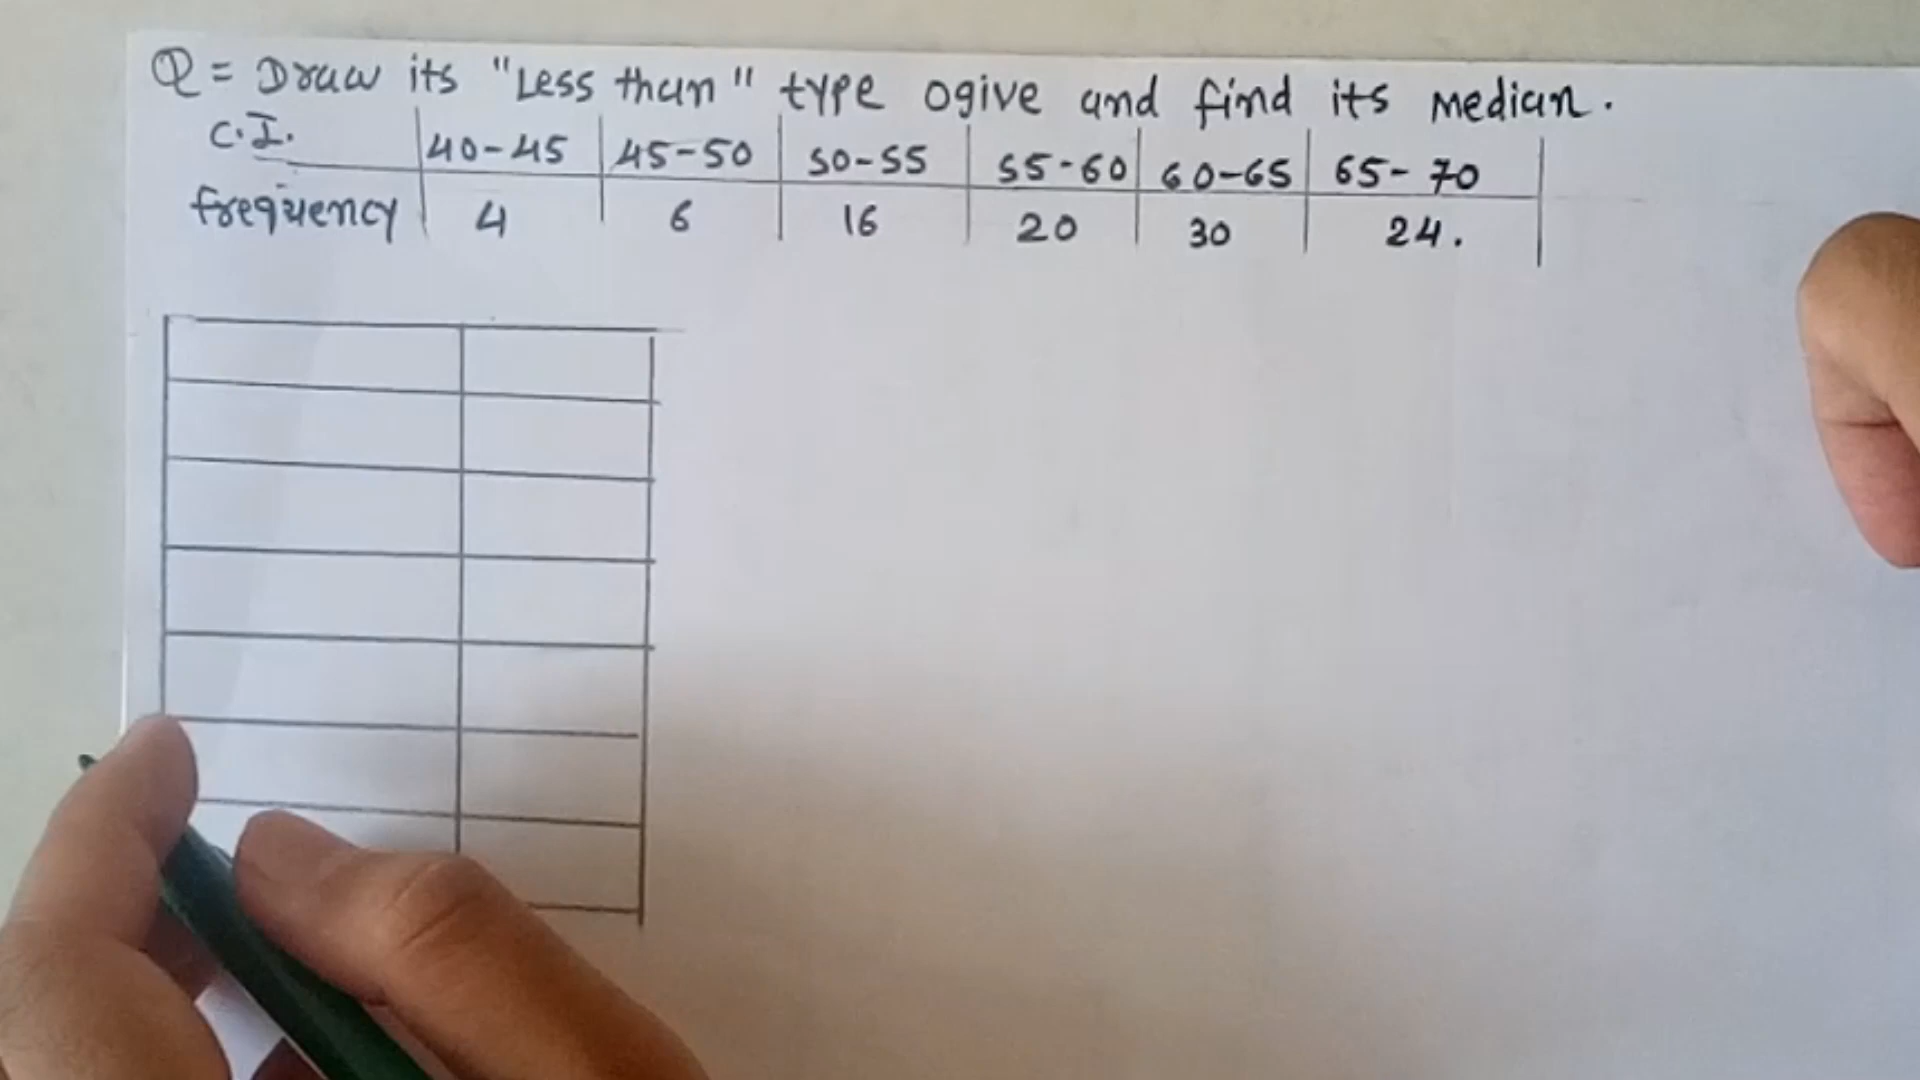 Q = Draw its "Less than" type ogive and find its median.
C.I. 40-45 45-50 50-55 55-60 60-65 65-70
frequency 4 6 16 20 30 24.